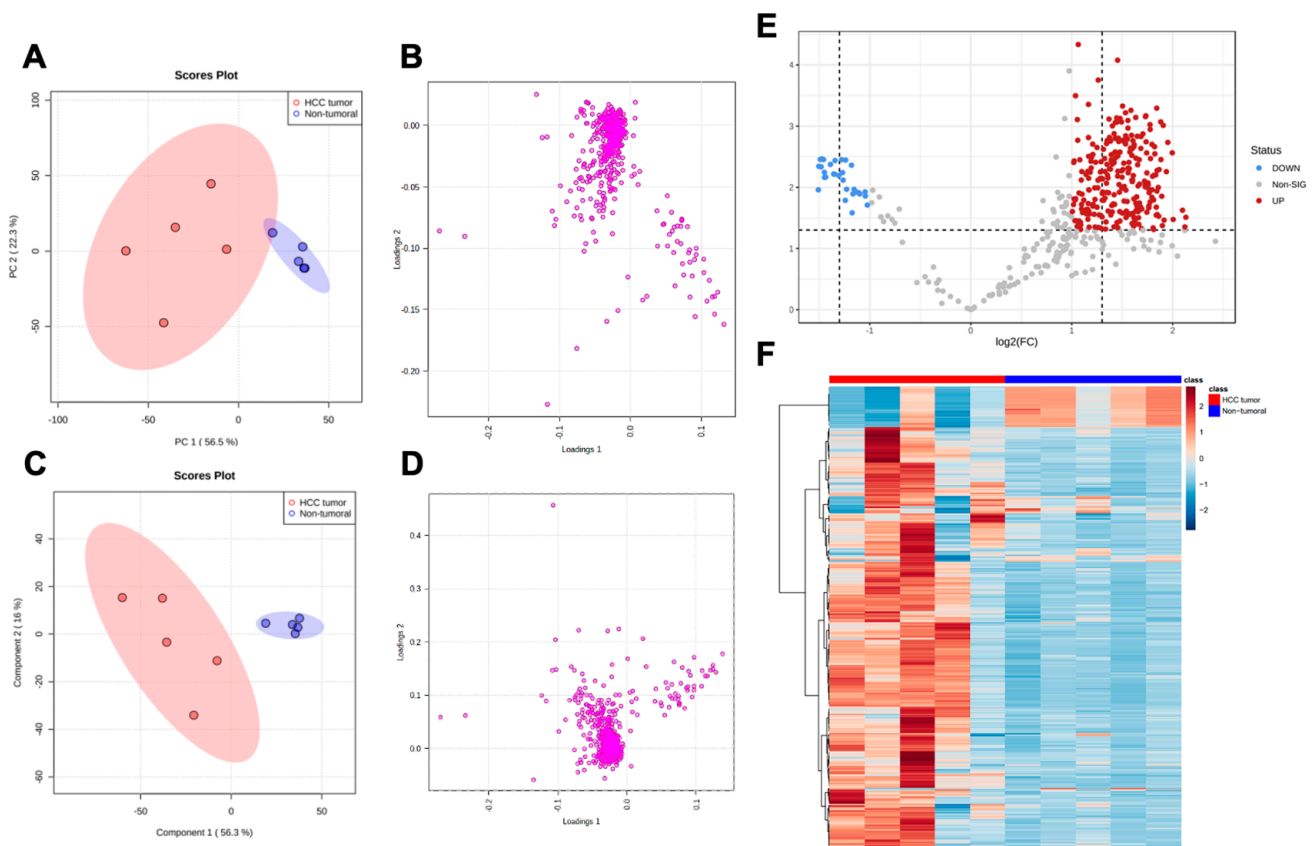 A
Scores Plot
HCC tumor
Non-tumoral
100
50
0
-50
-100
-50
0
50
PC 2 ( 22.3 %)
PC 1 ( 56.5 %)
B
0.00
-0.05
-0.10
-0.15
-0.20
-0.2
-0.1
0.0
0.1
Loadings 2
Loadings 1
C
Scores Plot
HCC tumor
Non-tumoral
40
20
0
-20
-40
-60
-50
0
50
Component 2 ( 16 %)
Component 1 ( 56.3 %)
D
0.4
0.3
0.2
0.1
0.0
-0.2
-0.1
0.0
0.1
Loadings 2
Loadings 1
E
4
3
2
1
0
-1
0
1
2
log2(FC)
Status
DOWN
Non-SIG
UP
F
class
2
1
0
-1
-2
class
HCC tumor
Non-tumoral